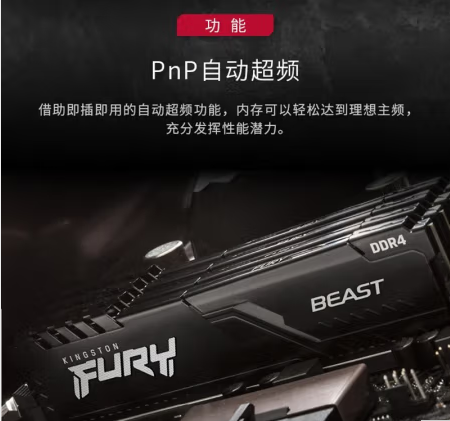 功能
PnP自动超频
借助即插即用的自动超频功能，内存可以轻松达到理想主频，
充分发挥性能潜力。
DDR4
BEAST
KINGSTON
FURY